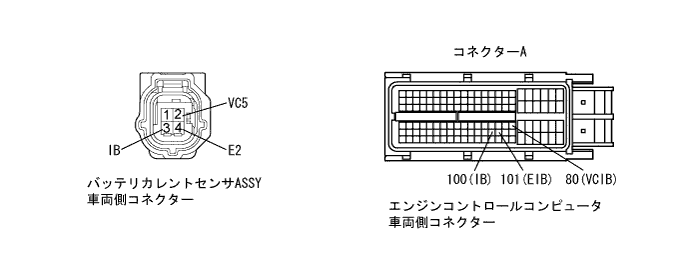 コネクターA
VC5
1 2
3 4
IB
E2
バッテリカレントセンサASSY
車両側コネクター
100(IB) 101(EIB) 80(VCIB)
エンジンコントロールコンピュータ
車両側コネクター